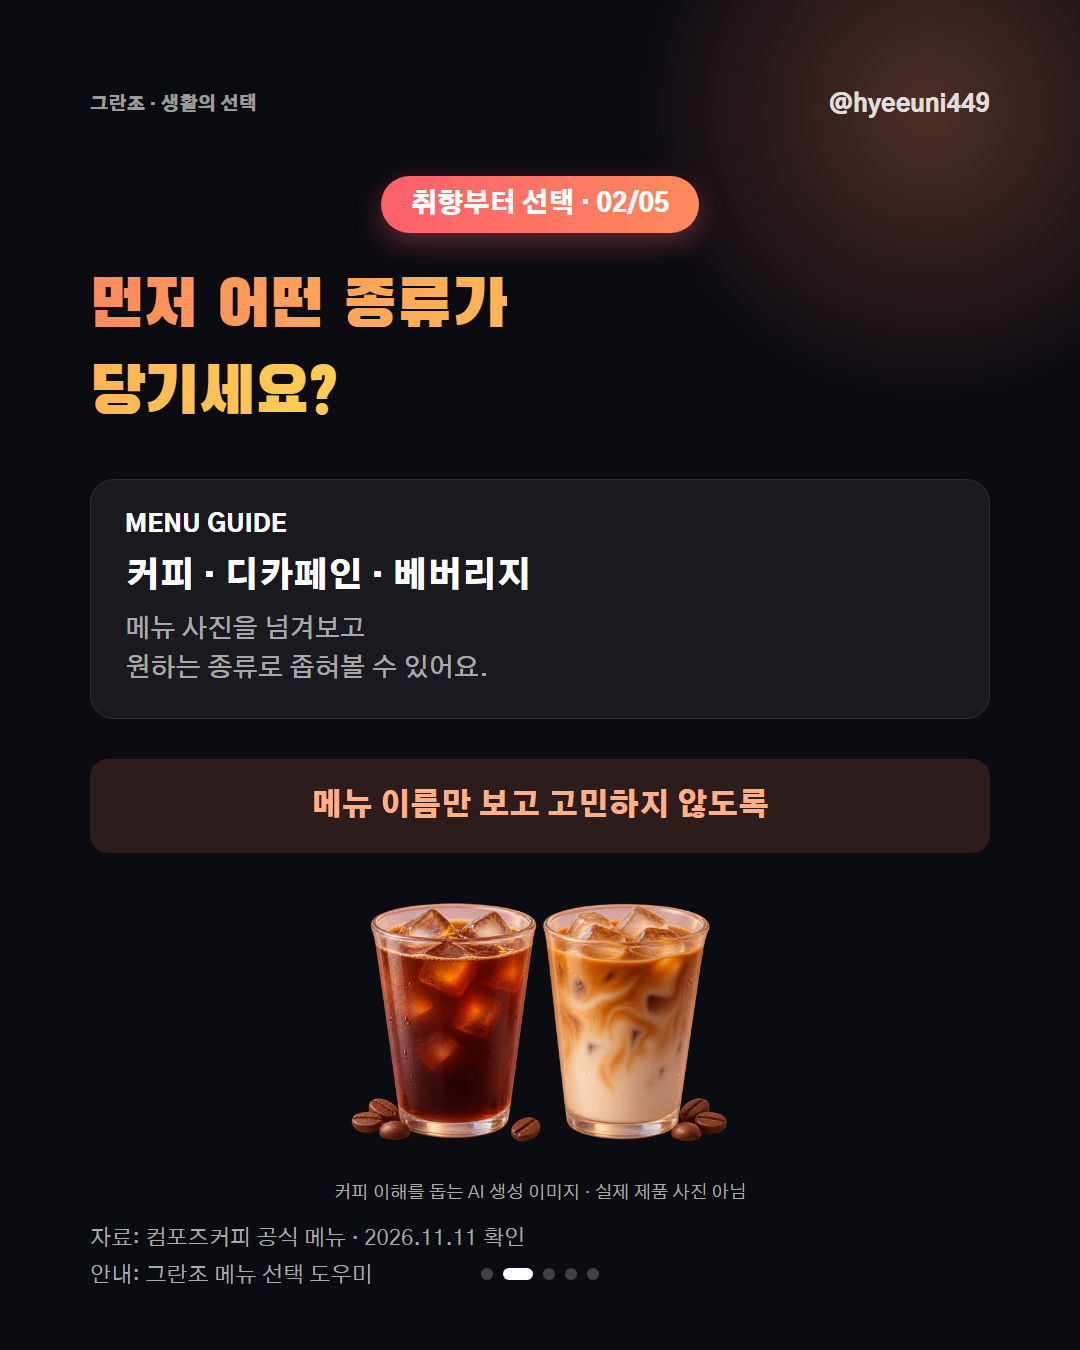 그란조 · 생활의 선택
@hyeeuni449
취향부터 선택 · 02/05
먼저 어떤 종류가
당기세요?
MENU GUIDE
커피 · 디카페인 · 베버리지
메뉴 사진을 넘겨보고
원하는 종류로 좁혀볼 수 있어요.
메뉴 이름만 보고 고민하지 않도록
커피 이해를 돕는 AI 생성 이미지 · 실제 제품 사진 아님
자료: 컴포즈커피 공식 메뉴 · 2026.11.11 확인
안내: 그란조 메뉴 선택 도우미